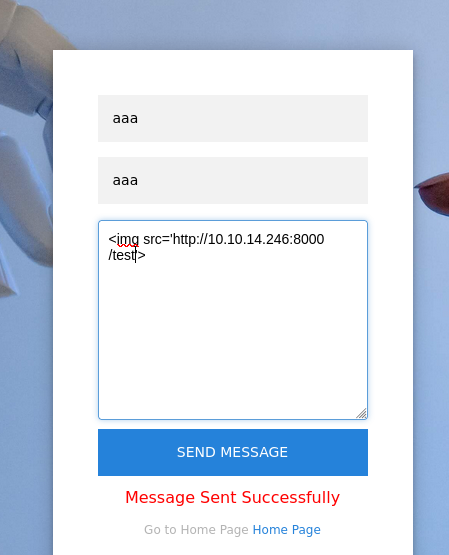 aaa
aaa
<img src='http://10.10.14.246:8000
/test'>
SEND MESSAGE
Message Sent Successfully
Go to Home Page Home Page